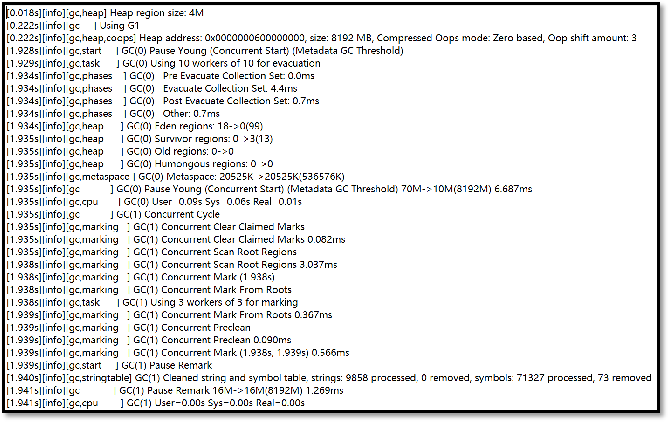 [0.018s][info][gc,heap] Heap region size: 4M
[0.222s][info][gc     ] Using G1
[0.222s][info][gc,heap,coops] Heap address: 0x0000000600000000, size: 8192 MB, Compressed Oops mode: Zero based, Oop shift amount: 3
[1.928s][info][gc,start     ] GC(0) Pause Young (Concurrent Start) (Metadata GC Threshold)
[1.929s][info][gc,task      ] GC(0) Using 10 workers of 10 for evacuation
[1.934s][info][gc,phases    ] GC(0)   Pre Evacuate Collection Set: 0.0ms
[1.934s][info][gc,phases    ] GC(0)   Evacuate Collection Set: 4.4ms
[1.934s][info][gc,phases    ] GC(0)   Post Evacuate Collection Set: 0.7ms
[1.934s][info][gc,phases    ] GC(0)   Other: 0.7ms
[1.934s][info][gc,heap      ] GC(0) Eden regions: 18->0(99)
[1.935s][info][gc,heap      ] GC(0) Survivor regions: 0->3(13)
[1.935s][info][gc,heap      ] GC(0) Old regions: 0->0
[1.935s][info][gc,heap      ] GC(0) Humongous regions: 0->0
[1.935s][info][gc,metaspace ] GC(0) Metaspace: 20525K->20525K(536576K)
[1.935s][info][gc           ] GC(0) Pause Young (Concurrent Start) (Metadata GC Threshold) 70M->10M(8192M) 6.687ms
[1.935s][info][gc,cpu       ] GC(0) User=0.09s Sys=0.06s Real=0.01s
[1.935s][info][gc           ] GC(1) Concurrent Cycle
[1.935s][info][gc,marking   ] GC(1) Concurrent Clear Claimed Marks
[1.935s][info][gc,marking   ] GC(1) Concurrent Clear Claimed Marks 0.082ms
[1.935s][info][gc,marking   ] GC(1) Concurrent Scan Root Regions
[1.938s][info][gc,marking   ] GC(1) Concurrent Scan Root Regions 3.037ms
[1.938s][info][gc,marking   ] GC(1) Concurrent Mark (1.938s)
[1.938s][info][gc,marking   ] GC(1) Concurrent Mark From Roots
[1.938s][info][gc,task      ] GC(1) Using 3 workers of 3 for marking
[1.939s][info][gc,marking   ] GC(1) Concurrent Mark From Roots 0.367ms
[1.939s][info][gc,marking   ] GC(1) Concurrent Preclean
[1.939s][info][gc,marking   ] GC(1) Concurrent Preclean 0.090ms
[1.939s][info][gc,marking   ] GC(1) Concurrent Mark (1.938s, 1.939s) 0.566ms
[1.939s][info][gc,start     ] GC(1) Pause Remark
[1.940s][info][gc,stringtable] GC(1) Cleaned string and symbol table, strings: 9858 processed, 0 removed, symbols: 71327 processed, 73 removed
[1.941s][info][gc           ] GC(1) Pause Remark 16M->16M(8192M) 1.269ms
[1.941s][info][gc,cpu       ] GC(1) User=0.00s Sys=0.00s Real=0.00s